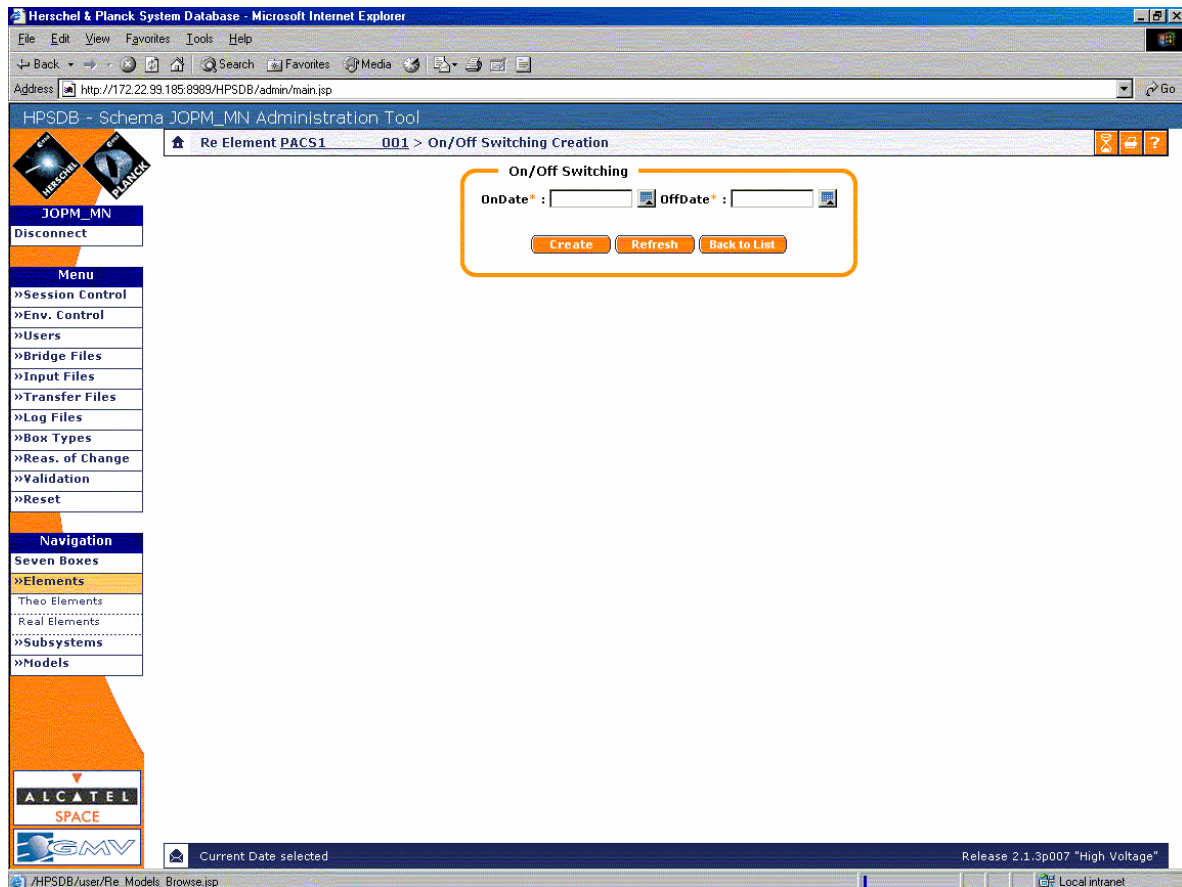 Herschel & Planck System Database - Microsoft Internet Explorer
File Edit View Favorites Tools Help
Back Search Favorites Media
Address http://172.22.99.185:8989/HPSDB/admin/main.jsp Go
HPSDB - Schema JOPM_MN Administration Tool
Re Element PACS1 001 > On/Off Switching Creation ?
HERSCHEL PLANCK
On/Off Switching
OnDate* : OffDate* :
Create Refresh Back to List
JOPM_MN
Disconnect
Menu
»Session Control
»Env. Control
»Users
»Bridge Files
»Input Files
»Transfer Files
»Log Files
»Box Types
»Reas. of Change
»Validation
»Reset
Navigation
Seven Boxes
»Elements
Theo Elements
Real Elements
»Subsystems
»Models
ALCATEL
SPACE
GMV
Current Date selected Release 2.1.3p007 "High Voltage"
/HPSDB/user/Re_Models_Browse.jsp Local intranet